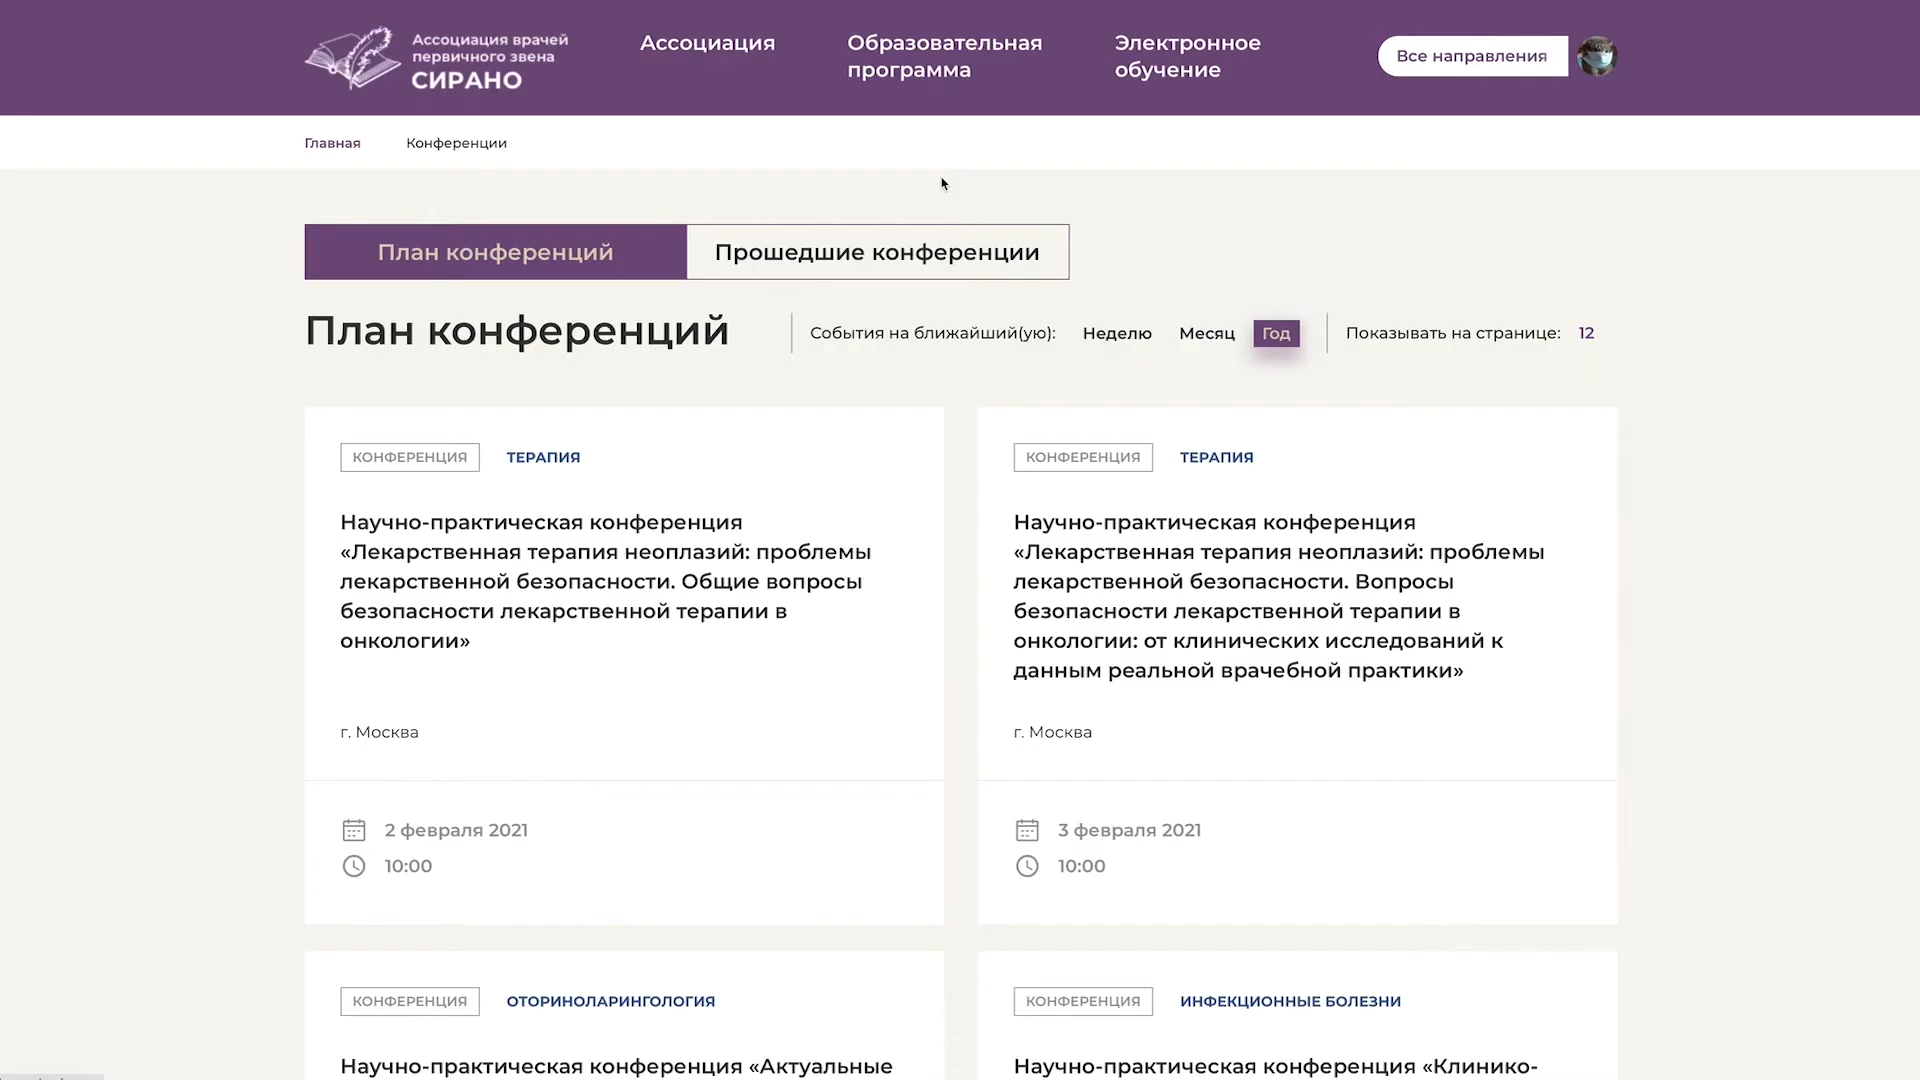 Ассоциация врачей
первичного звена
СИРАНО
Ассоциация
Образовательная
программа
Электронное
обучение
Все направления
Главная
Конференции
План конференций
Прошедшие конференции
План конференций
События на ближайший(ую):
Неделю
Месяц
Год
Показывать на странице:
12
КОНФЕРЕНЦИЯ
ТЕРАПИЯ
Научно-практическая конференция
«Лекарственная терапия неоплазий: проблемы
лекарственной безопасности. Общие вопросы
безопасности лекарственной терапии в
онкологии»
г. Москва
2 февраля 2021
10:00
КОНФЕРЕНЦИЯ
ТЕРАПИЯ
Научно-практическая конференция
«Лекарственная терапия неоплазий: проблемы
лекарственной безопасности. Вопросы
безопасности лекарственной терапии в
онкологии: от клинических исследований к
данным реальной врачебной практики»
г. Москва
3 февраля 2021
10:00
КОНФЕРЕНЦИЯ
ОТОРИНОЛАРИНГОЛОГИЯ
Научно-практическая конференция «Актуальные
КОНФЕРЕНЦИЯ
ИНФЕКЦИОННЫЕ БОЛЕЗНИ
Научно-практическая конференция «Клинико-